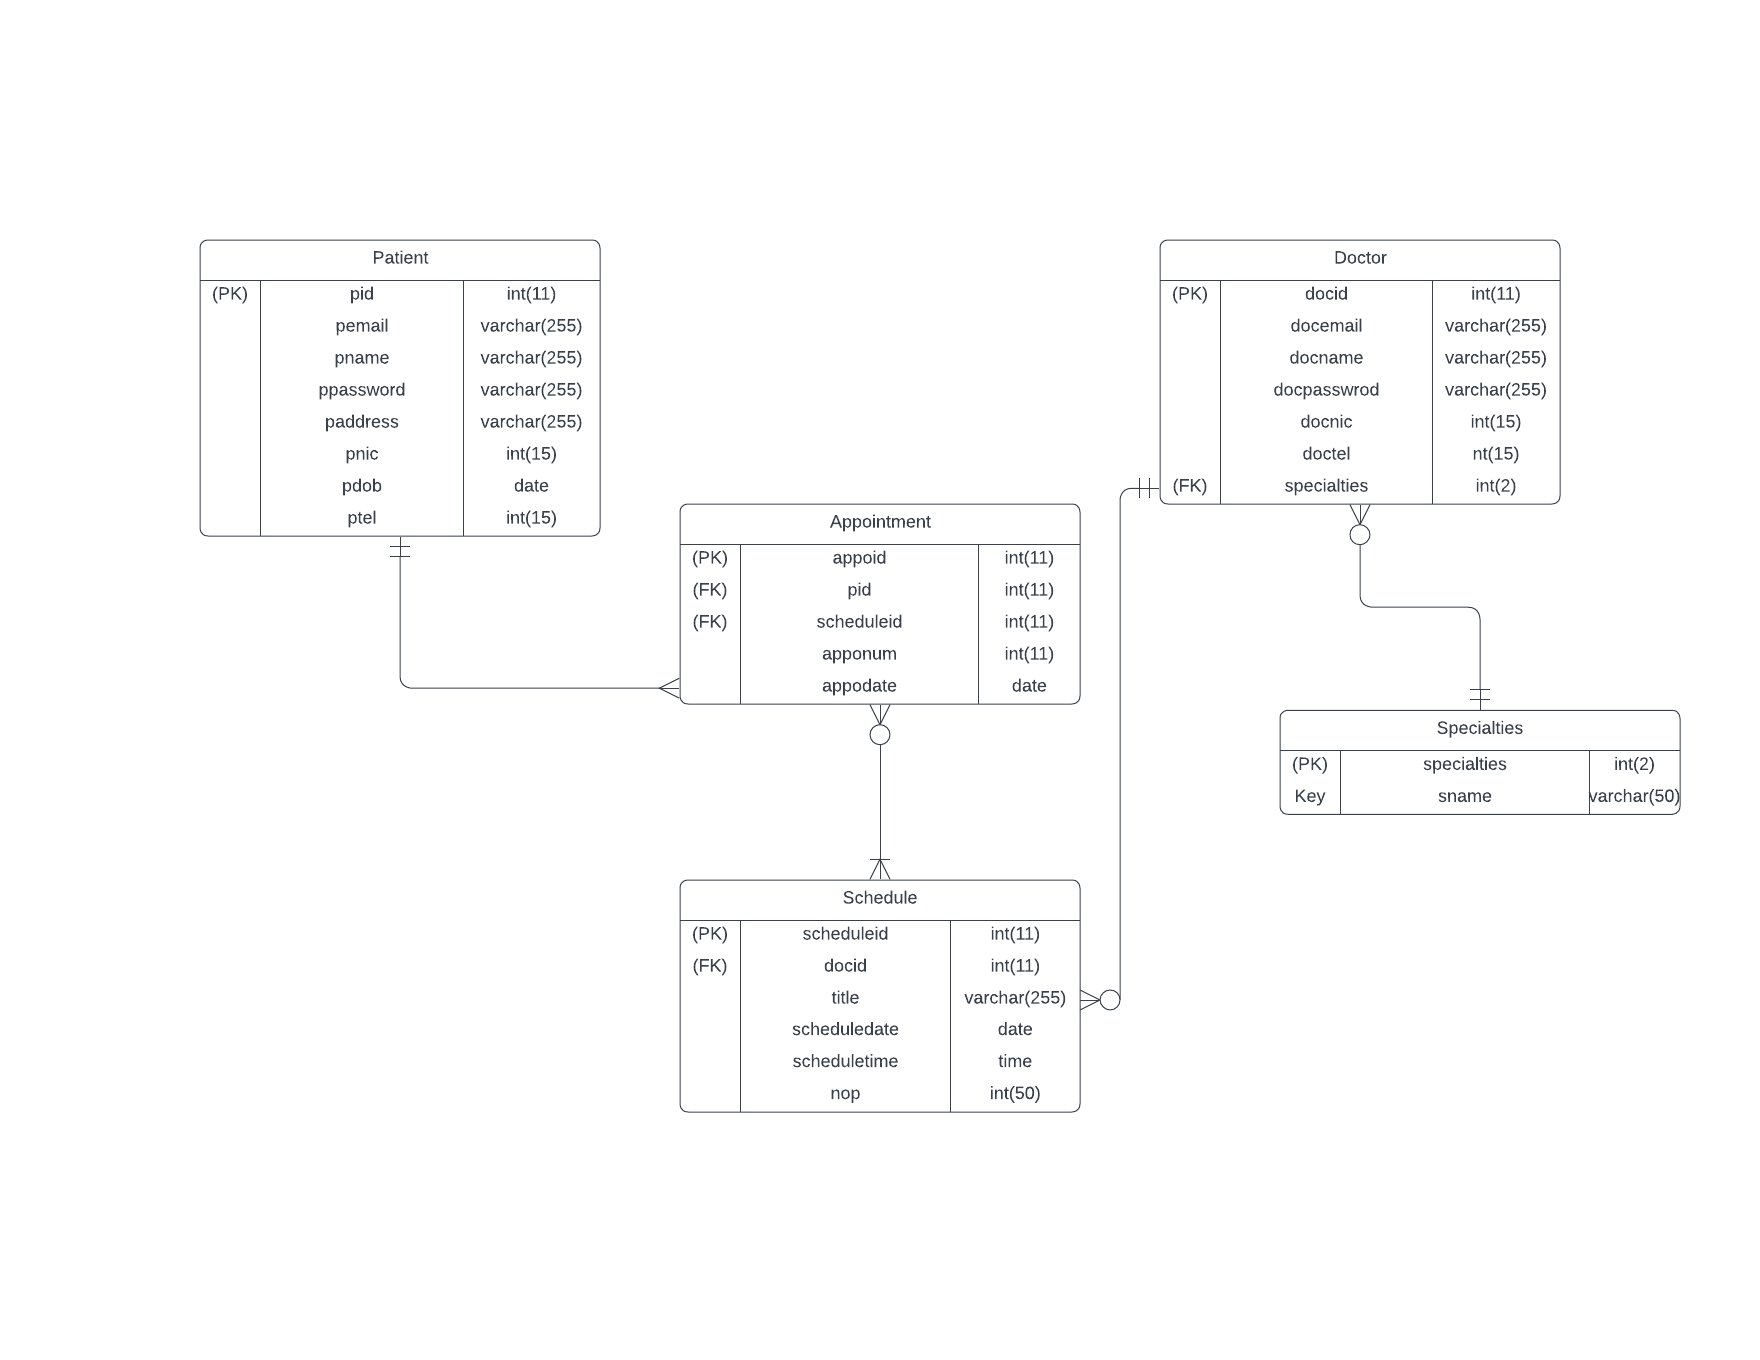 Patient
(PK) pid int(11)
pemail varchar(255)
pname varchar(255)
ppassword varchar(255)
paddress varchar(255)
pnic int(15)
pdob date
ptel int(15)
Doctor
(PK) docid int(11)
docemail varchar(255)
docname varchar(255)
docpasswrod varchar(255)
docnic int(15)
doctel nt(15)
(FK) specialties int(2)
Appointment
(PK) appoid int(11)
(FK) pid int(11)
(FK) scheduleid int(11)
apponum int(11)
appodate date
Specialties
(PK) specialties int(2)
Key sname varchar(50)
Schedule
(PK) scheduleid int(11)
(FK) docid int(11)
title varchar(255)
scheduledate date
scheduletime time
nop int(50)